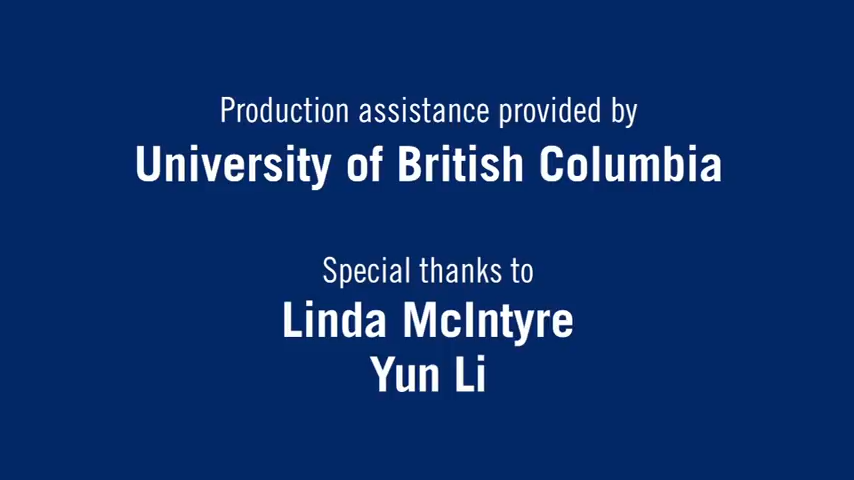 Production assistance provided by
University of British Columbia
Special thanks to
Linda McIntyre
Yun Li